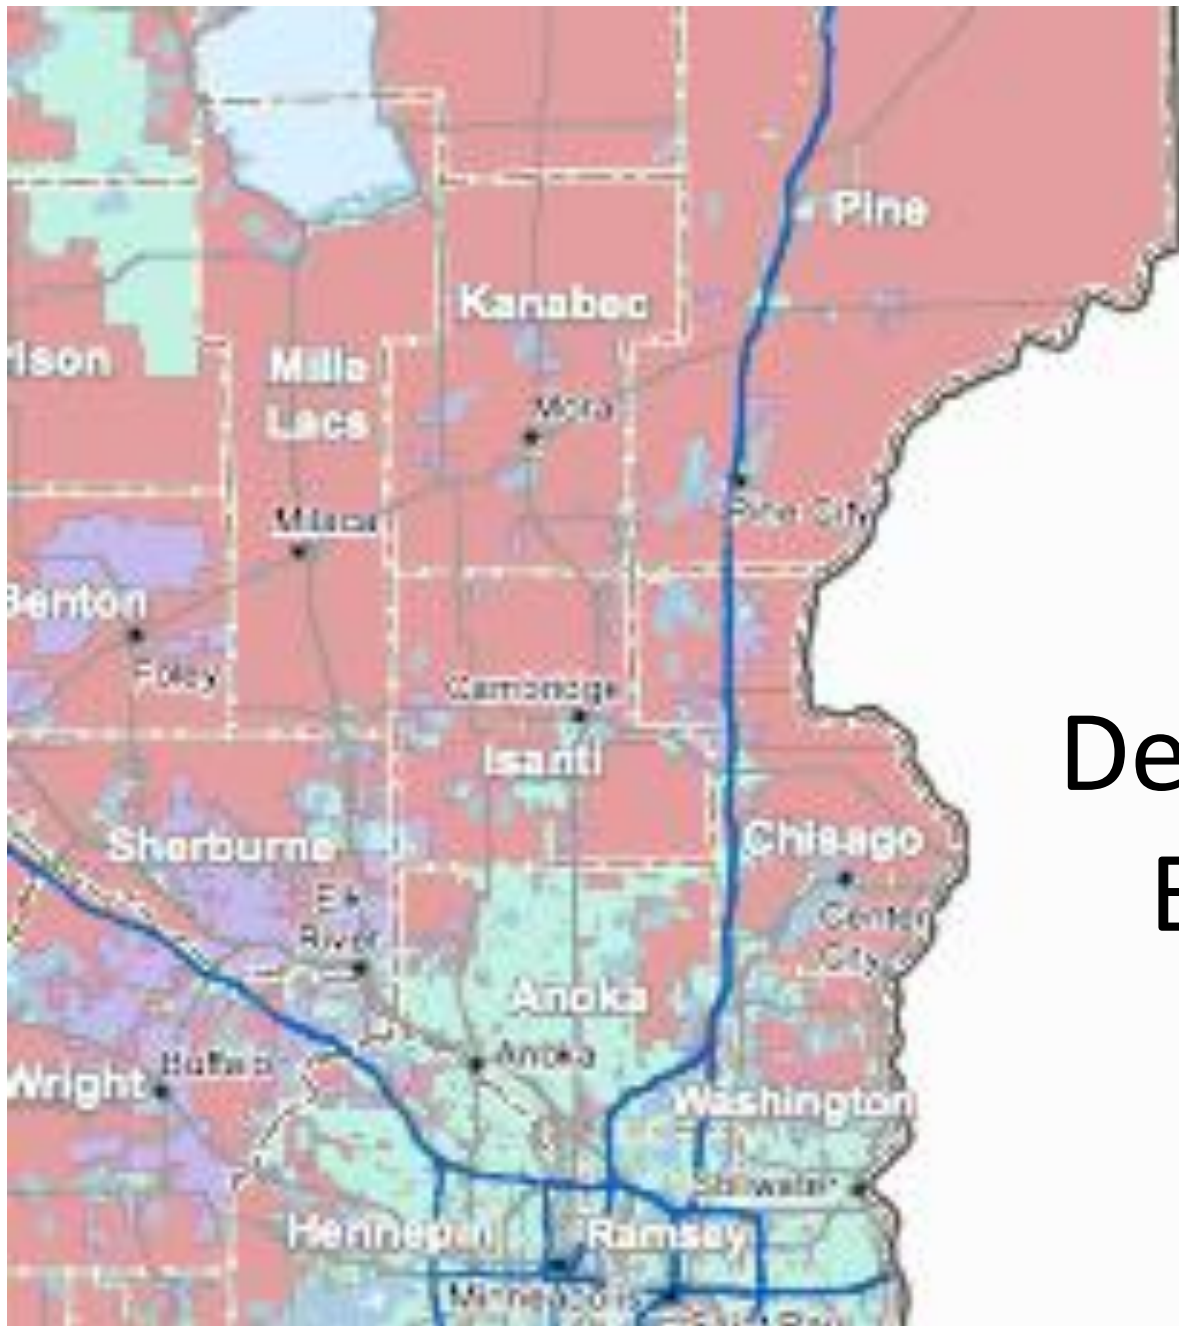 Pine
Kanabec
rison
Mille
Lacs
Mora
Pine City
Milaca
Benton
Foley
Cambridge
Isanti
De
Sherburne
Chisago
Elk
River
Center
City
E
Anoka
Anoka
Buffalo
Wright
Washington
Stillwater
Hennepin
Ramsey
Minneapolis